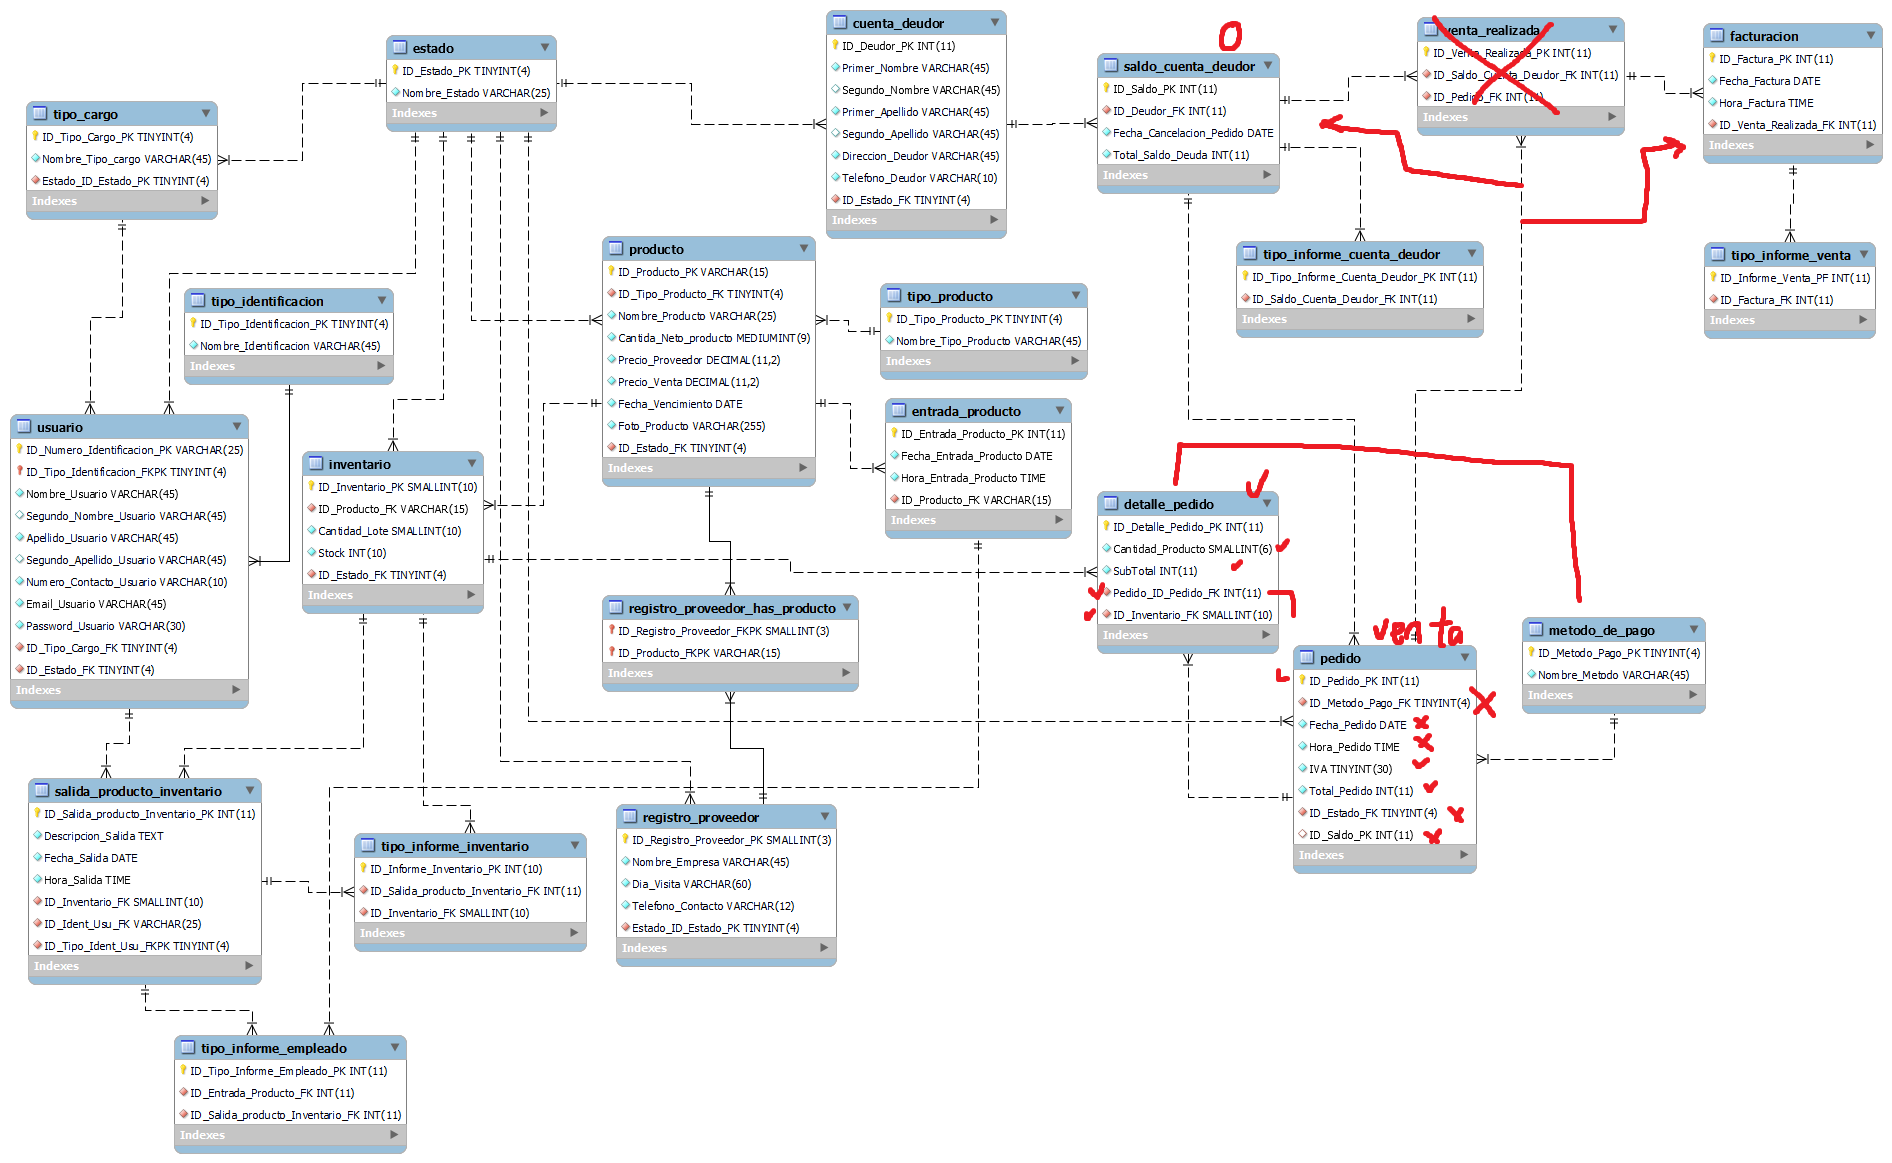 estado
ID_Estado_PK TINYINT(4)
Nombre_Estado VARCHAR(25)
Indexes
cuenta_deudor
ID_Deudor_PK INT(11)
Primer_Nombre VARCHAR(45)
Segundo_Nombre VARCHAR(45)
Primer_Apellido VARCHAR(45)
Segundo_Apellido VARCHAR(45)
Direccion_Deudor VARCHAR(45)
Telefono_Deudor VARCHAR(10)
ID_Estado_FK TINYINT(4)
Indexes
O
saldo_cuenta_deudor
ID_Saldo_PK INT(11)
ID_Deudor_FK INT(11)
Fecha_Cancelacion_Pedido DATE
Total_Saldo_Deuda INT(11)
Indexes
venta_realizada
ID_Venta_Realizada_PK INT(11)
ID_Saldo_Cuenta_Deudor_FK INT(11)
ID_Pedido_FK INT(11)
Indexes
facturacion
ID_Factura_PK INT(11)
Fecha_Factura DATE
Hora_Factura TIME
ID_Venta_Realizada_FK INT(11)
Indexes
tipo_cargo
ID_Tipo_Cargo_PK TINYINT(4)
Nombre_Tipo_cargo VARCHAR(45)
Estado_ID_Estado_PK TINYINT(4)
Indexes
producto
ID_Producto_PK VARCHAR(15)
ID_Tipo_Producto_FK TINYINT(4)
Nombre_Producto VARCHAR(25)
Cantida_Neto_producto MEDIUMINT(9)
Precio_Proveedor DECIMAL(11,2)
Precio_Venta DECIMAL(11,2)
Fecha_Vencimiento DATE
Foto_Producto VARCHAR(255)
ID_Estado_FK TINYINT(4)
Indexes
tipo_informe_cuenta_deudor
ID_Tipo_Informe_Cuenta_Deudor_PK INT(11)
ID_Saldo_Cuenta_Deudor_FK INT(11)
Indexes
tipo_informe_venta
ID_Informe_Venta_PF INT(11)
ID_Factura_FK INT(11)
Indexes
tipo_identificacion
ID_Tipo_Identificacion_PK TINYINT(4)
Nombre_Identificacion VARCHAR(45)
Indexes
tipo_producto
ID_Tipo_Producto_PK TINYINT(4)
Nombre_Tipo_Producto VARCHAR(45)
Indexes
entrada_producto
ID_Entrada_Producto_PK INT(11)
Fecha_Entrada_Producto DATE
Hora_Entrada_Producto TIME
ID_Producto_FK VARCHAR(15)
Indexes
usuario
ID_Numero_Identificacion_PK VARCHAR(25)
ID_Tipo_Identificacion_FKPK TINYINT(4)
Nombre_Usuario VARCHAR(45)
Segundo_Nombre_Usuario VARCHAR(45)
Apellido_Usuario VARCHAR(45)
Segundo_Apellido_Usuario VARCHAR(45)
Numero_Contacto_Usuario VARCHAR(10)
Email_Usuario VARCHAR(45)
Password_Usuario VARCHAR(30)
ID_Tipo_Cargo_FK TINYINT(4)
ID_Estado_FK TINYINT(4)
Indexes
inventario
ID_Inventario_PK SMALLINT(10)
ID_Producto_FK VARCHAR(15)
Cantidad_Lote SMALLINT(10)
Stock INT(10)
ID_Estado_FK TINYINT(4)
Indexes
detalle_pedido
ID_Detalle_Pedido_PK INT(11)
Cantidad_Producto SMALLINT(6)
SubTotal INT(11)
Pedido_ID_Pedido_FK INT(11)
ID_Inventario_FK SMALLINT(10)
Indexes
registro_proveedor_has_producto
ID_Registro_Proveedor_FKPK SMALLINT(3)
ID_Producto_FKPK VARCHAR(15)
Indexes
venta
pedido
ID_Pedido_PK INT(11)
ID_Metodo_Pago_FK TINYINT(4)
Fecha_Pedido DATE
Hora_Pedido TIME
IVA TINYINT(30)
Total_Pedido INT(11)
ID_Estado_FK TINYINT(4)
ID_Saldo_PK INT(11)
Indexes
metodo_de_pago
ID_Metodo_Pago_PK TINYINT(4)
Nombre_Metodo VARCHAR(45)
Indexes
salida_producto_inventario
ID_Salida_producto_Inventario_PK INT(11)
Descripcion_Salida TEXT
Fecha_Salida DATE
Hora_Salida TIME
ID_Inventario_FK SMALLINT(10)
ID_Ident_Usu_FK VARCHAR(25)
ID_Tipo_Ident_Usu_FKPK TINYINT(4)
Indexes
tipo_informe_inventario
ID_Informe_Inventario_PK INT(10)
ID_Salida_producto_Inventario_FK INT(11)
ID_Inventario_FK SMALLINT(10)
Indexes
registro_proveedor
ID_Registro_Proveedor_PK SMALLINT(3)
Nombre_Empresa VARCHAR(45)
Dia_Visita VARCHAR(60)
Telefono_Contacto VARCHAR(12)
Estado_ID_Estado_PK TINYINT(4)
Indexes
tipo_informe_empleado
ID_Tipo_Informe_Empleado_PK INT(11)
ID_Entrada_Producto_FK INT(11)
ID_Salida_producto_Inventario_FK INT(11)
Indexes